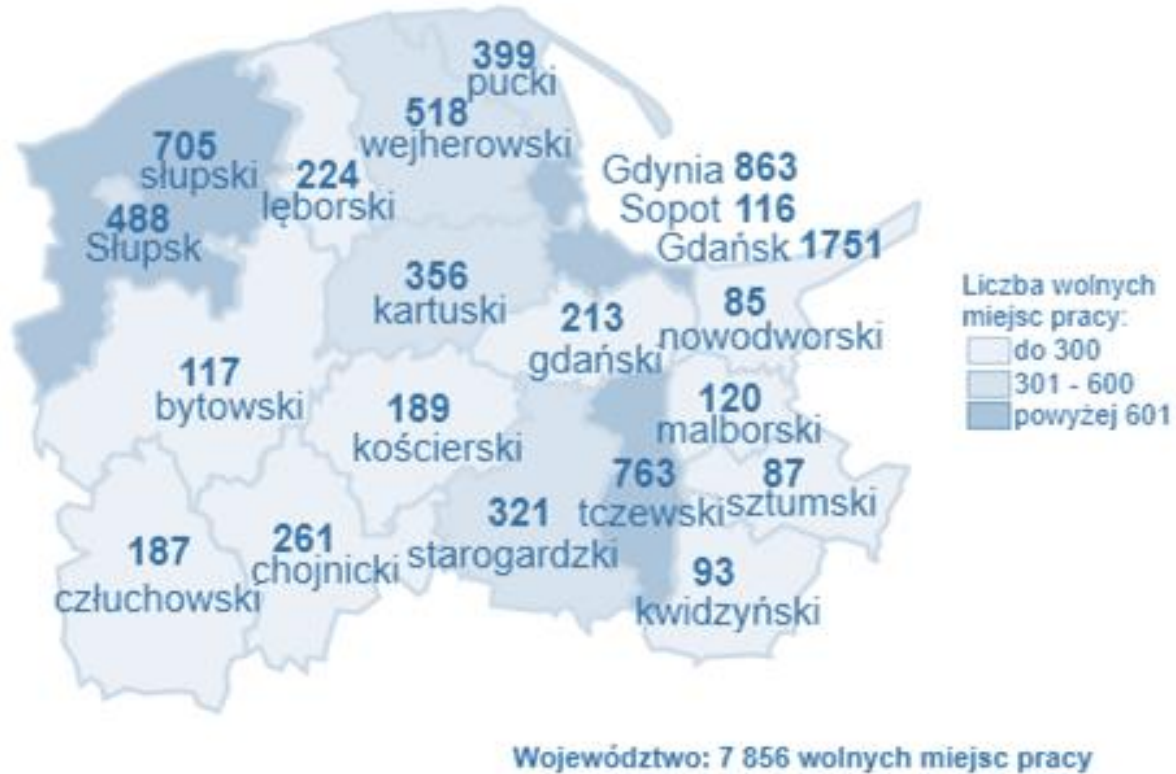 399
pucki
518
wejherowski
705
słupski
224
lęborski
488
Słupsk
Gdynia 863
Sopot 116
Gdańsk 1751
356
kartuski
213
gdański
85
nowodworski
117
bytowski
189
kościerski
120
malborski
763
tczewski
87
sztumski
321
starogardzki
187
człuchowski
261
chojnicki
93
kwidzyński
Liczba wolnych
miejsc pracy:
do 300
301 - 600
powyżej 601
Województwo: 7 856 wolnych miejsc pracy